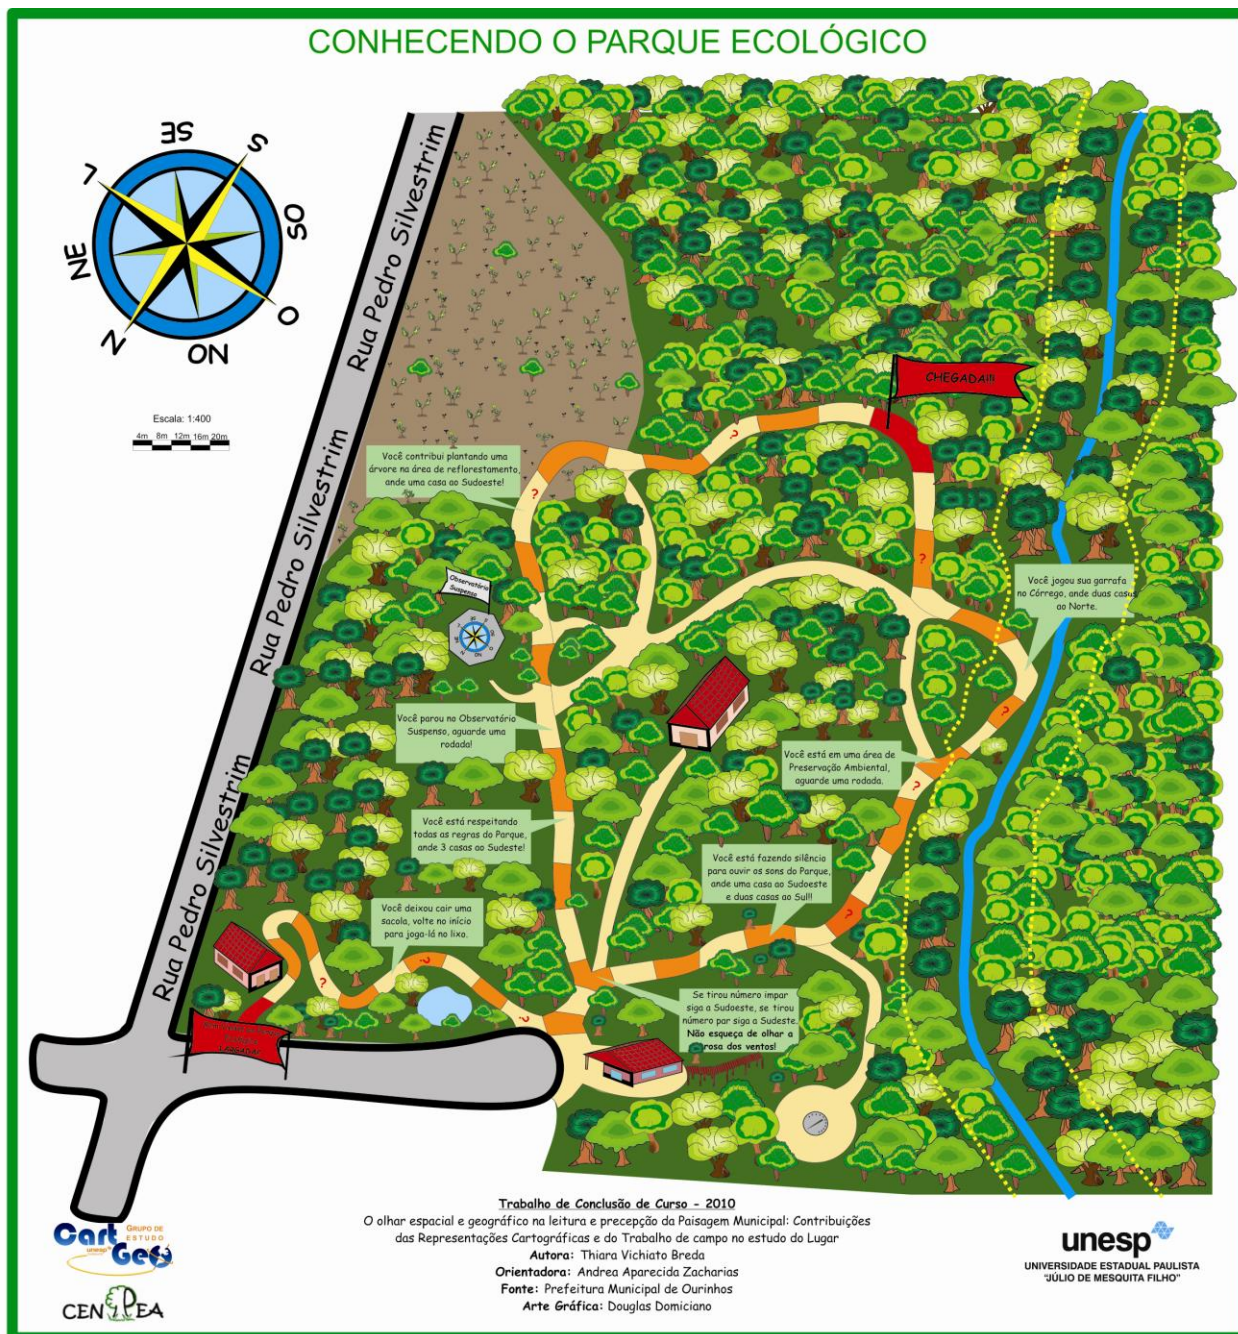 CONHECENDO O PARQUE ECOLÓGICO
SE
S
L
SO
NE
O
N
ON
Rua Pedro Silvestrim
Rua Pedro Silvestrim
Rua Pedro Silvestrim
Rua Pedro Silvestrim
Escala: 1:400
4m 8m 12m 16m 20m
CHEGADA!!!
Você contribui plantando uma
árvore na área de reflorestamento,
ande uma casa ao Sudoeste!
?
?
?
Observatório
Suspenso
Você jogou sua garrafa
no Córrego, ande duas casas
ao Norte.
Você parou no Observatório
Suspenso, aguarde uma
rodada!
?
Você está em uma área de
Preservação Ambiental,
aguarde uma rodada.
?
Você está respeitando
todas as regras do Parque,
ande 3 casas ao Sudeste!
Você está fazendo silêncio
para ouvir os sons do Parque,
ande uma casa ao Sudoeste
e duas casas ao Sul!!
?
Você deixou cair uma
sacola, volte no início
para joga-lá no lixo.
?
?
?
Se tirou número impar
siga a Sudoeste, se tirou
número par siga a Sudeste.
Não esqueça de olhar a
rosa dos ventos!
Trabalho de Conclusão de Curso - 2010
O olhar espacial e geográfico na leitura e precepção da Paisagem Municipal: Contribuições
das Representações Cartográficas e do Trabalho de campo no estudo do Lugar
Autora: Thiara Vichiato Breda
Orientadora: Andrea Aparecida Zacharias
Fonte: Prefeitura Municipal de Ourinhos
Arte Gráfica: Douglas Domiciano
Cart GRUPO DE
ESTUDO
unesp Geo
CENPEA
unesp
UNIVERSIDADE ESTADUAL PAULISTA
"JÚLIO DE MESQUITA FILHO"